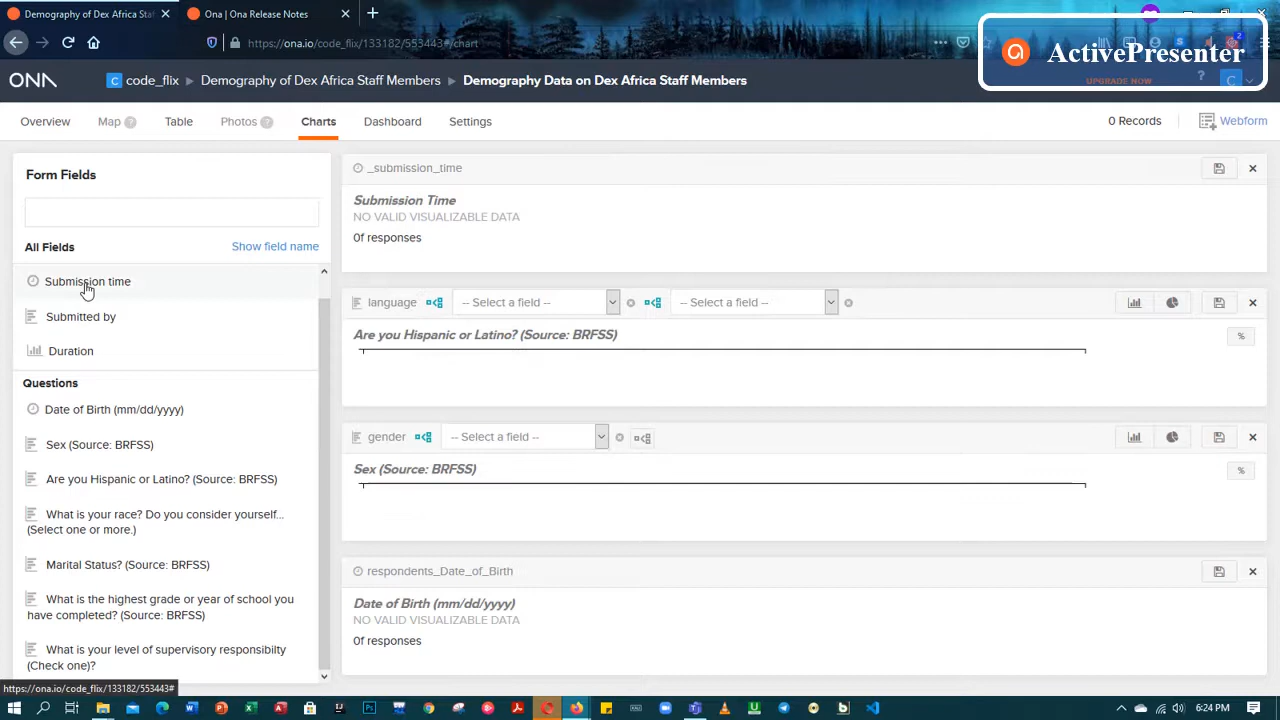 Demography of Dex Africa Sta
Ona | Ona Release Notes
https://ona.io/code_flix/133182/553443#/chart
ActivePresenter
UPGRADE NOW
ONA
C code_flix
Demography of Dex Africa Staff Members
Demography Data on Dex Africa Staff Members
? C
Overview
Map ?
Table
Photos ?
Charts
Dashboard
Settings
0 Records
Webform
Form Fields
All Fields
Show field name
Submission time
Submitted by
Duration
Questions
Date of Birth (mm/dd/yyyy)
Sex (Source: BRFSS)
Are you Hispanic or Latino? (Source: BRFSS)
What is your race? Do you consider yourself...
(Select one or more.)
Marital Status? (Source: BRFSS)
What is the highest grade or year of school you
have completed? (Source: BRFSS)
What is your level of supervisory responsibilty
(Check one)?
_submission_time
Submission Time
NO VALID VISUALIZABLE DATA
0f responses
language
-- Select a field --
-- Select a field --
Are you Hispanic or Latino? (Source: BRFSS)
%
gender
-- Select a field --
Sex (Source: BRFSS)
%
respondents_Date_of_Birth
Date of Birth (mm/dd/yyyy)
NO VALID VISUALIZABLE DATA
0f responses
https://ona.io/code_flix/133182/553443#
6:24 PM